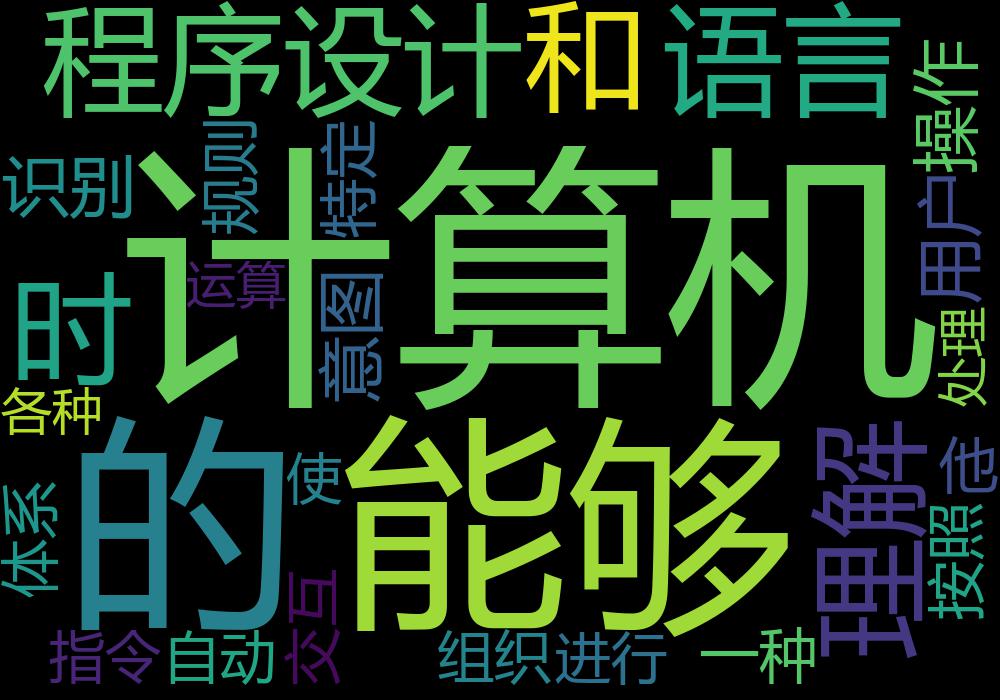 程序设计
和
语言
操作
识别
规则
特定
计算机
用户
时
运算
意图
处理
各种
的
使
能够
理解
他
体系
按照
交互
指令
自动
组织
进行
一种